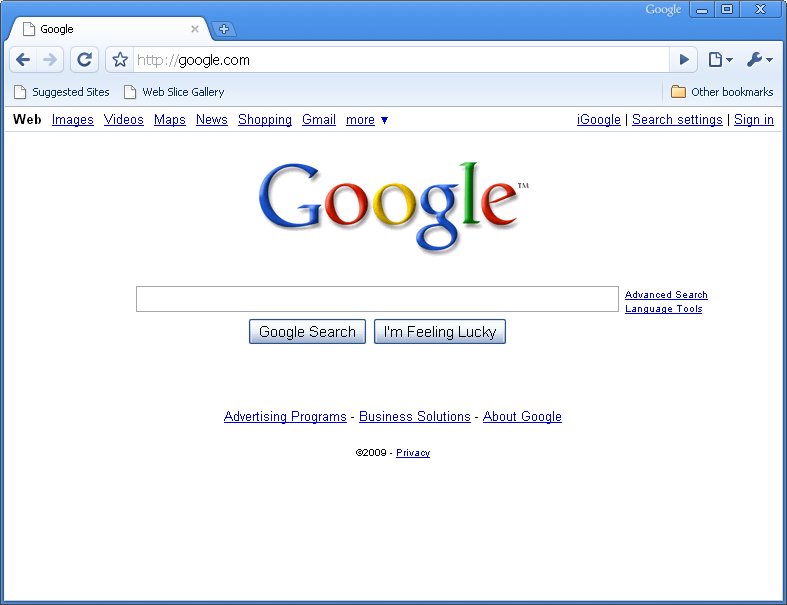 Google
Google
http://google.com
Suggested Sites Web Slice Gallery Other bookmarks
Web Images Videos Maps News Shopping Gmail more ▼ iGoogle | Search settings | Sign in
Google™
Advanced Search
Language Tools
Google Search I'm Feeling Lucky
Advertising Programs - Business Solutions - About Google
©2009 - Privacy